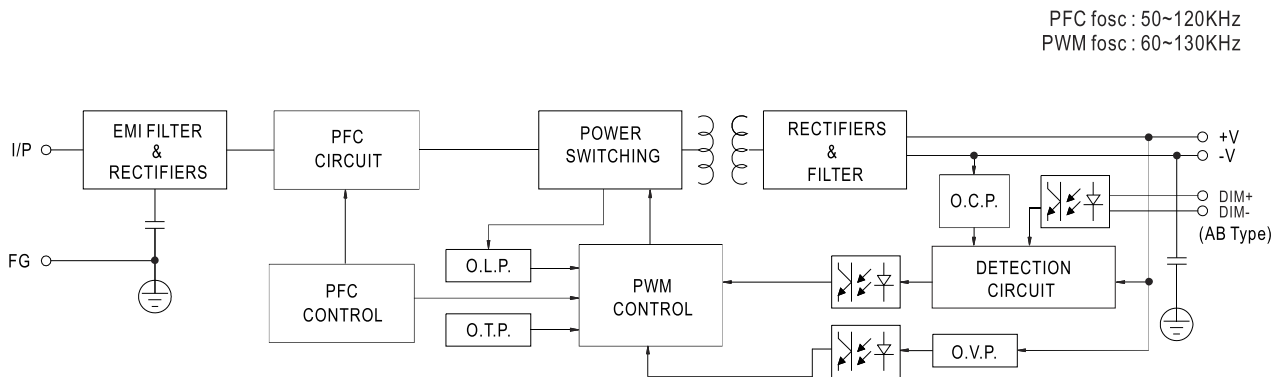 PFC fosc : 50~120KHz
PWM fosc : 60~130KHz
I/P
EMI FILTER
&
RECTIFIERS
PFC
CIRCUIT
POWER
SWITCHING
RECTIFIERS
&
FILTER
+V
-V
O.C.P.
DIM+
DIM-
(AB Type)
FG
O.L.P.
PFC
CONTROL
PWM
CONTROL
DETECTION
CIRCUIT
O.T.P.
O.V.P.